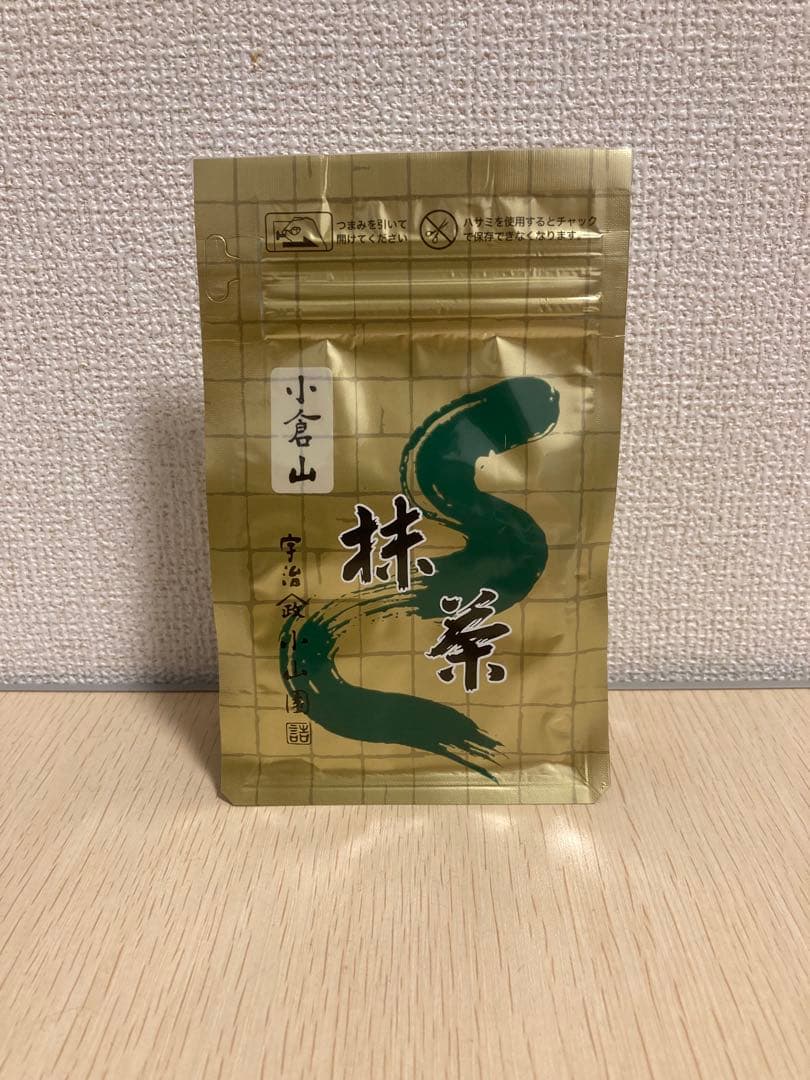 つまみを引いて
開けてください
ハサミを使用するとチャック
で保存できなくなります。
小倉山
抹茶
宇治政小山園詰